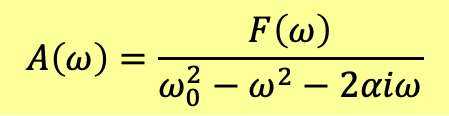 A(ω) = F(ω) / (ω₀² − ω² − 2αiω)